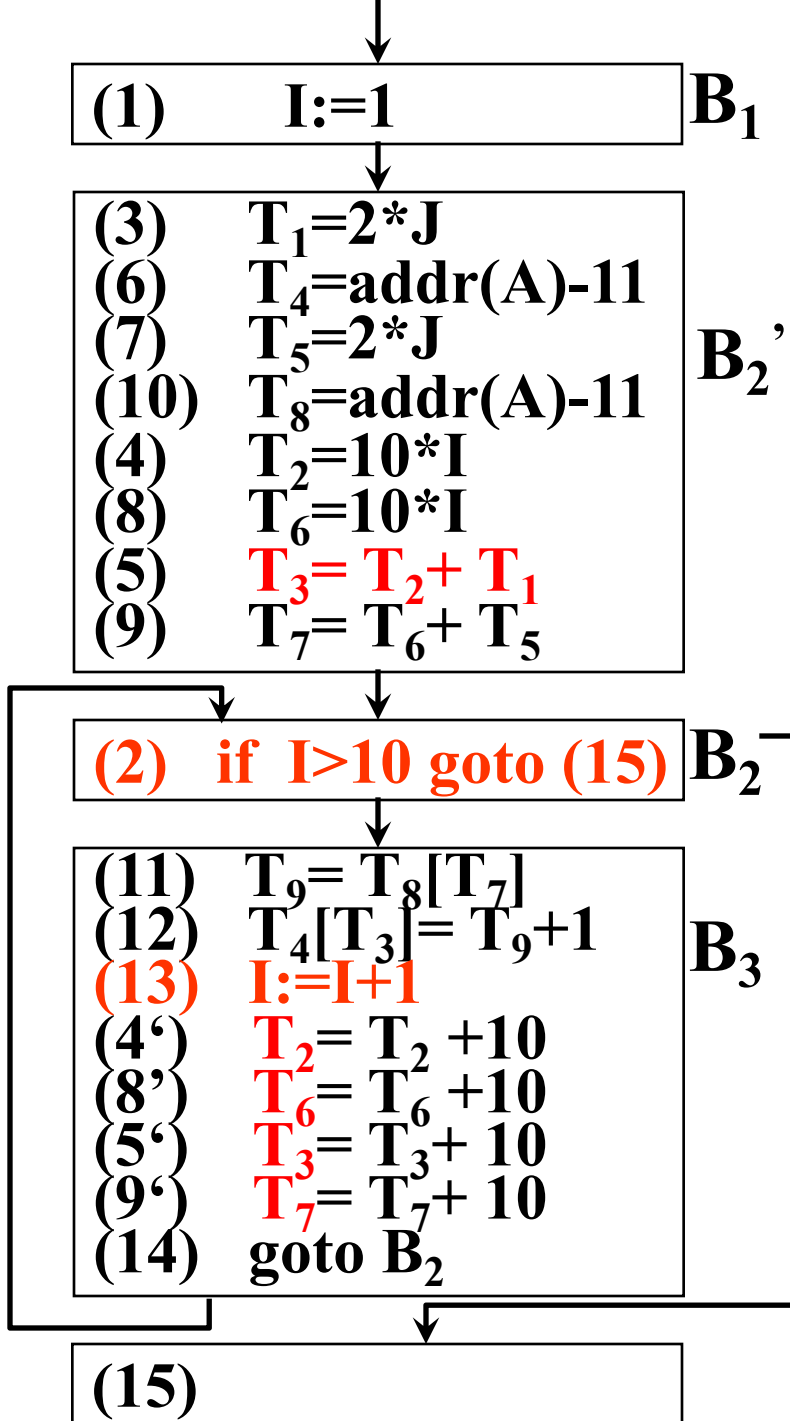 (1) I:=1 B₁
(3) T₁=2*J
(6) T₄=addr(A)-11
(7) T₅=2*J
B₂’
(10) T₈=addr(A)-11
(4) T₂=10*I
(8) T₆=10*I
(5) T₃= T₂+ T₁
(9) T₇= T₆+ T₅
(2) if I>10 goto (15) B₂
(11) T₉= T₈[T₇]
(12) T₄[T₃]= T₉+1
B₃
(13) I:=I+1
(4‘) T₂= T₂ +10
(8’) T₆= T₆ +10
(5‘) T₃= T₃+ 10
(9‘) T₇= T₇+ 10
(14) goto B₂
(15)